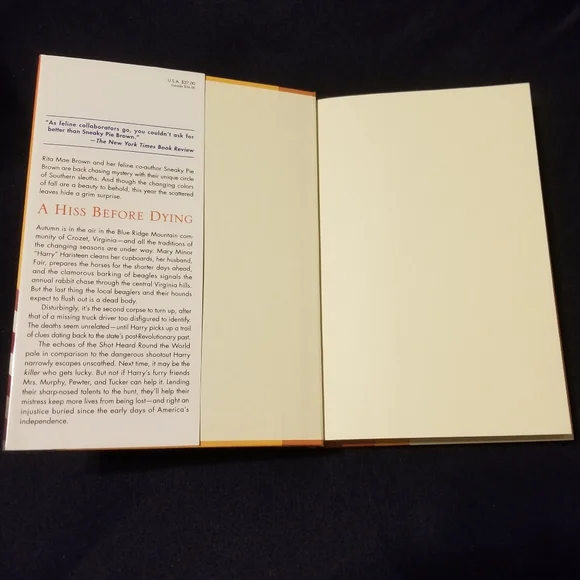 U.S.A. $27.00
"As feline collaborators go, you couldn't ask for
better than Sneaky Pie Brown."
—The New York Times Book Review
Rita Mae Brown and her feline co-author Sneaky Pie
Brown are back chasing mystery with their unique circle
of Southern sleuths. And though the changing colors
of fall are a beauty to behold, this year the scattered
leaves hide a grim surprise.
A Hiss Before Dying
Autumn is in the air in the Blue Ridge Mountain com-
munity of Crozet, Virginia—and all the traditions of
the changing seasons are under way. Mary Minor
"Harry" Haristeen cleans her cupboards, her husband,
Fair, prepares the horses for the shorter days ahead,
and the clamorous barking of beagles signals the
annual rabbit chase through the central Virginia hills.
But the last thing the local beaglers and their hounds
expect to flush out is a dead body.
Disturbingly, it's the second corpse to turn up, after
that of a missing truck driver too disfigured to identify.
The deaths seem unrelated—until Harry picks up a trail
of clues dating back to the state's post-Revolutionary past.
The echoes of the Shot Heard Round the World
pale in comparison to the dangerous shootout Harry
narrowly escapes unscathed. Next time, it may be the
killer who gets lucky. But not if Harry's furry friends
Mrs. Murphy, Pewter, and Tucker can help it. Lending
their sharp-nosed talents to the hunt, they'll help their
mistress keep more lives from being lost—and right an
injustice buried since the early days of America's
independence.